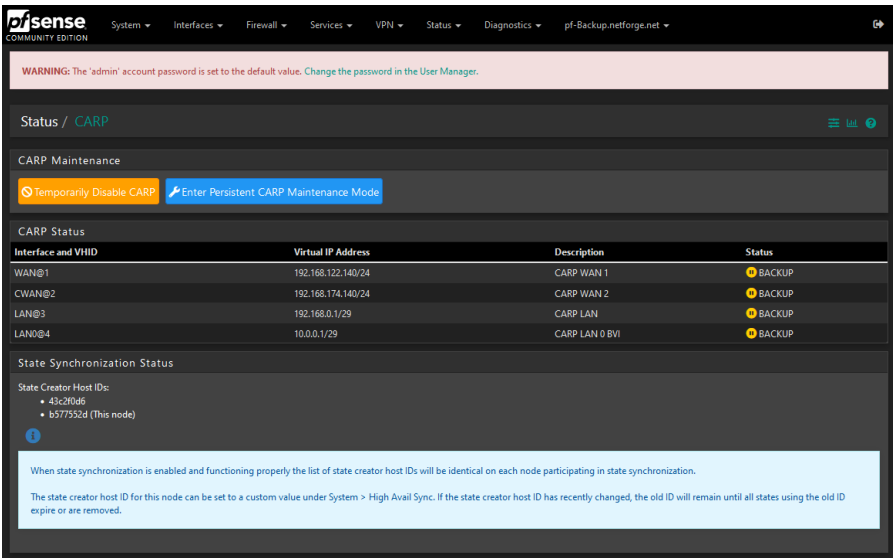 pfsense
COMMUNITY EDITION
System
Interfaces
Firewall
Services
VPN
Status
Diagnostics
pf-Backup.netforge.net
WARNING: The 'admin' account password is set to the default value. Change the password in the User Manager.
Status / CARP
CARP Maintenance
Temporarily Disable CARP
Enter Persistent CARP Maintenance Mode
CARP Status
Interface and VHID Virtual IP Address Description Status
WAN@1 192.168.122.140/24 CARP WAN 1 BACKUP
CWAN@2 192.168.174.140/24 CARP WAN 2 BACKUP
LAN@3 192.168.0.1/29 CARP LAN BACKUP
LAN0@4 10.0.0.1/29 CARP LAN 0 BVI BACKUP
State Synchronization Status
State Creator Host IDs:
43c2f0d6
b577552d (This node)
When state synchronization is enabled and functioning properly the list of state creator host IDs will be identical on each node participating in state synchronization.
The state creator host ID for this node can be set to a custom value under System > High Avail Sync. If the state creator host ID has recently changed, the old ID will remain until all states using the old ID
expire or are removed.